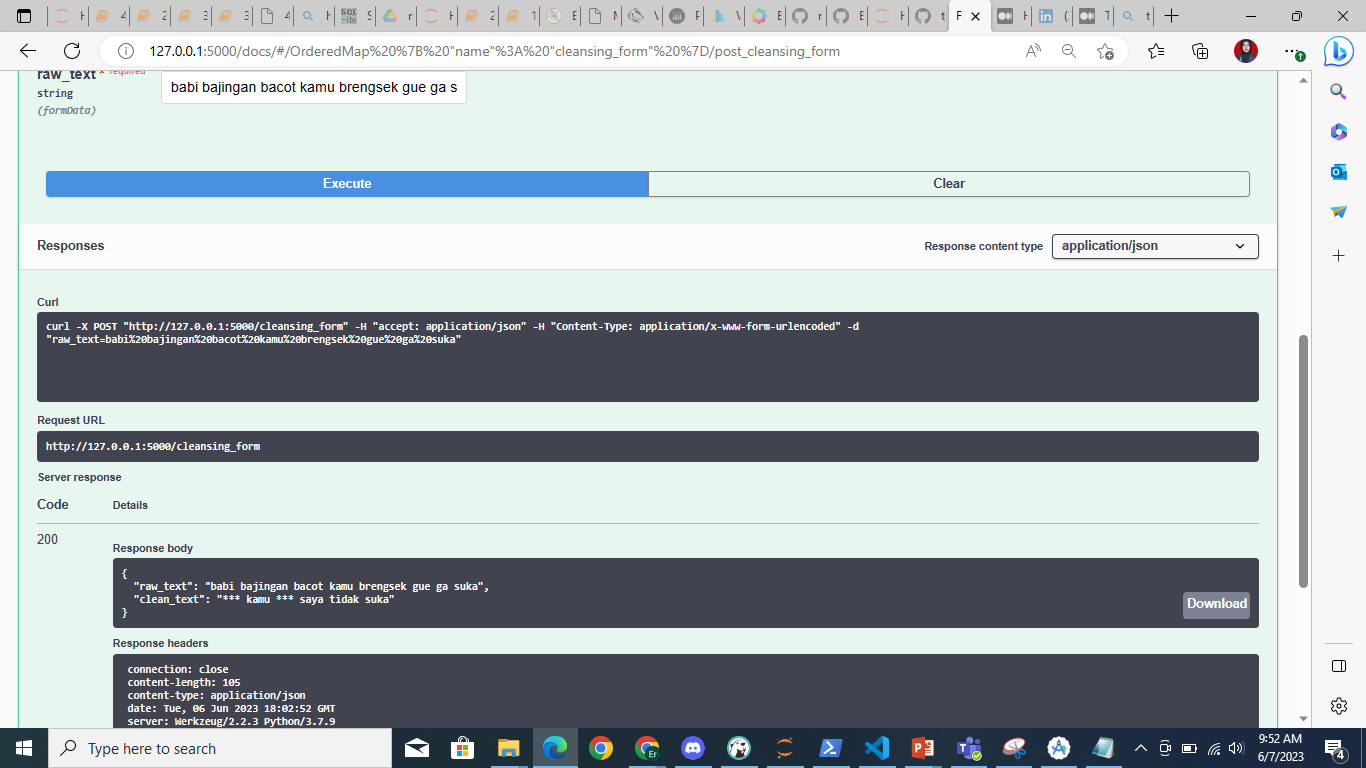 127.0.0.1:5000/docs/#/OrderedMap%20%7B%20"name"%3A%20"cleansing_form"%20%7D/post_cleansing_form
raw_text * required
babi bajingan bacot kamu brengsek gue ga s
string
(formData)
Execute
Clear
Responses
Response content type
application/json
Curl
curl -X POST "http://127.0.0.1:5000/cleansing_form" -H "accept: application/json" -H "Content-Type: application/x-www-form-urlencoded" -d
"raw_text=babi%20bajingan%20bacot%20kamu%20brengsek%20gue%20ga%20suka"
Request URL
http://127.0.0.1:5000/cleansing_form
Server response
Code
Details
200
Response body
{
"raw_text": "babi bajingan bacot kamu brengsek gue ga suka",
"clean_text": "*** kamu *** saya tidak suka"
}
Download
Response headers
connection: close
content-length: 105
content-type: application/json
date: Tue, 06 Jun 2023 18:02:52 GMT
server: Werkzeug/2.2.3 Python/3.7.9
Type here to search
9:52 AM
6/7/2023
4